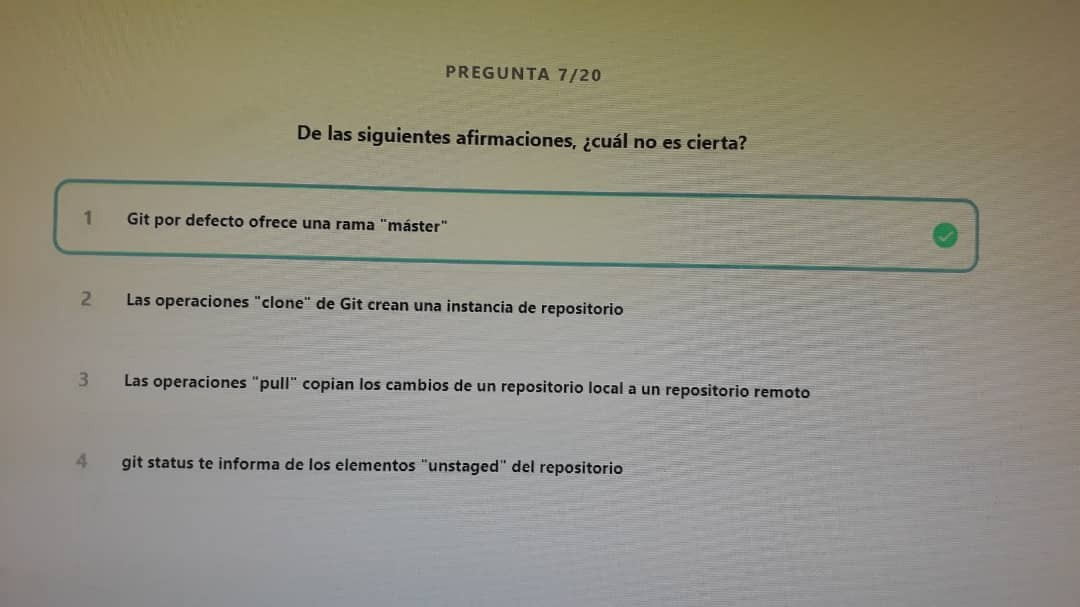 PREGUNTA 7/20
De las siguientes afirmaciones, ¿cuál no es cierta?
1 Git por defecto ofrece una rama "máster"
2 Las operaciones "clone" de Git crean una instancia de repositorio
3 Las operaciones "pull" copian los cambios de un repositorio local a un repositorio remoto
4 git status te informa de los elementos "unstaged" del repositorio